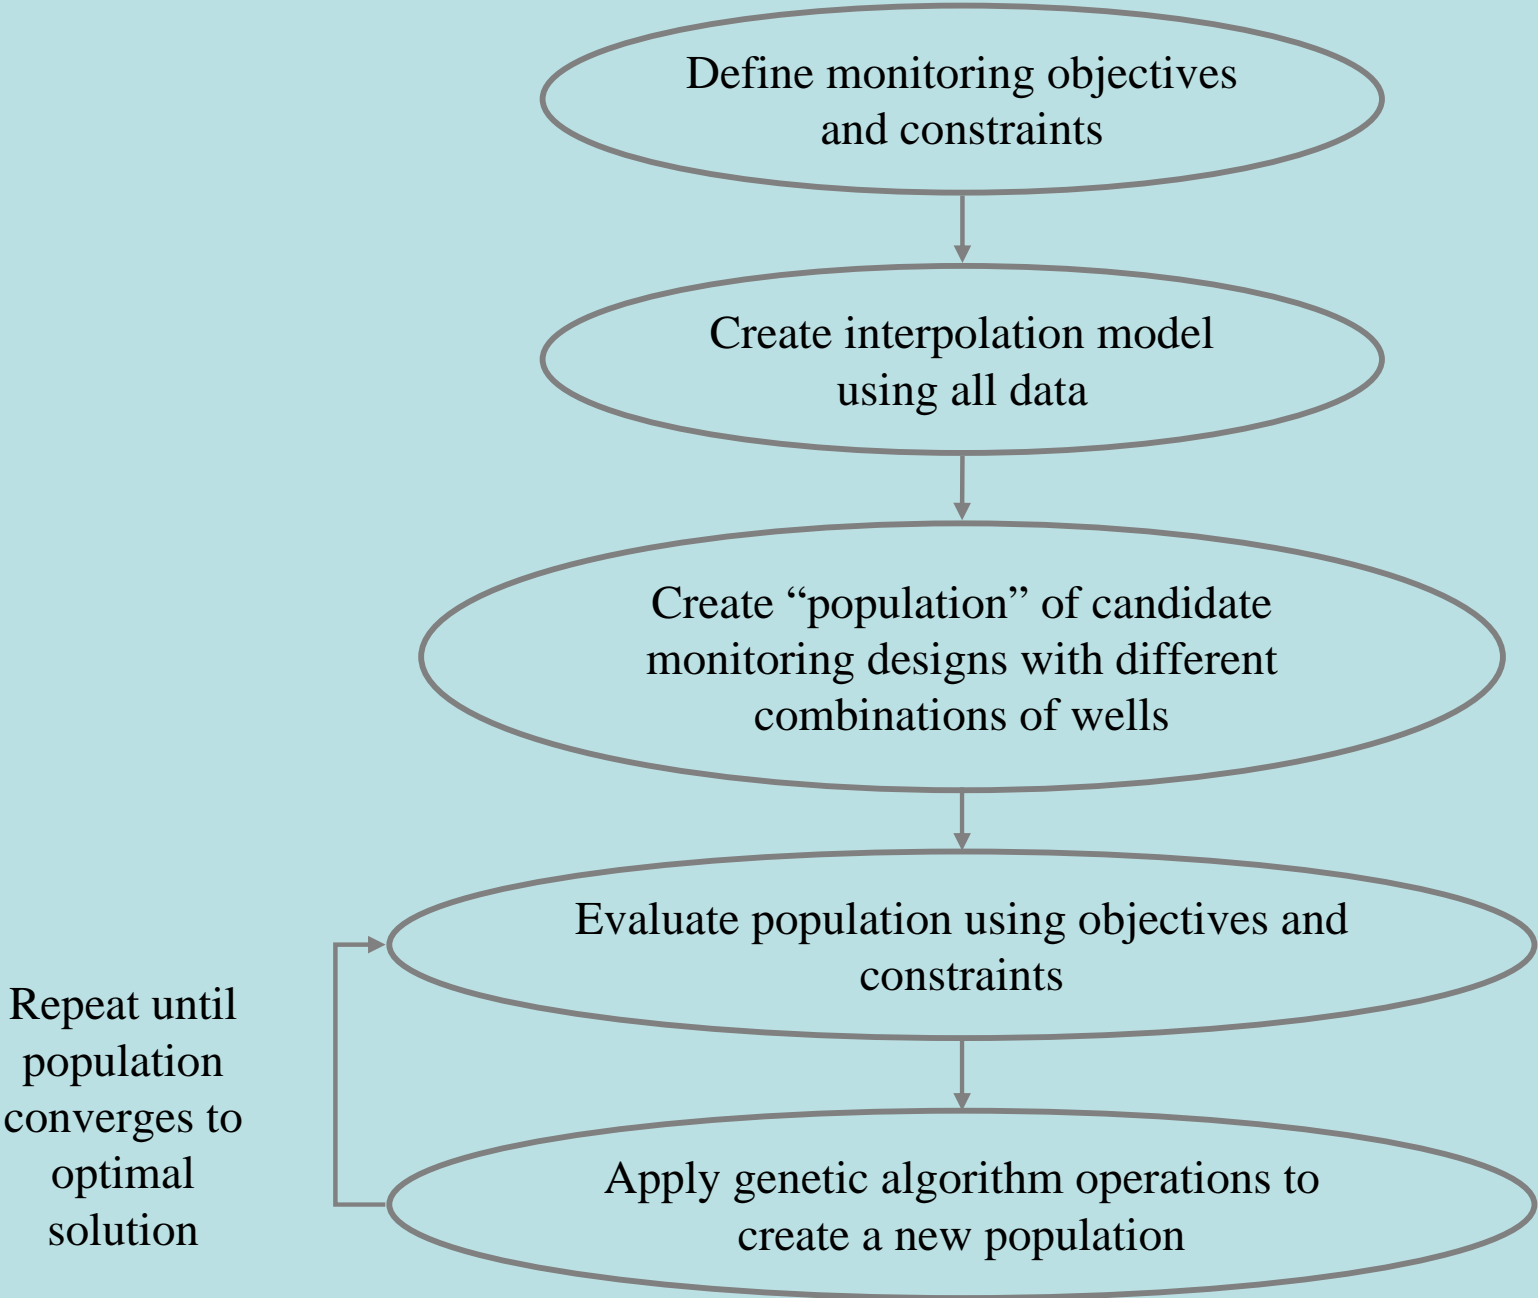 Define monitoring objectives
and constraints
Create interpolation model
using all data
Create “population” of candidate
monitoring designs with different
combinations of wells
Evaluate population using objectives and
constraints
Repeat until
population
converges to
optimal
solution
Apply genetic algorithm operations to
create a new population